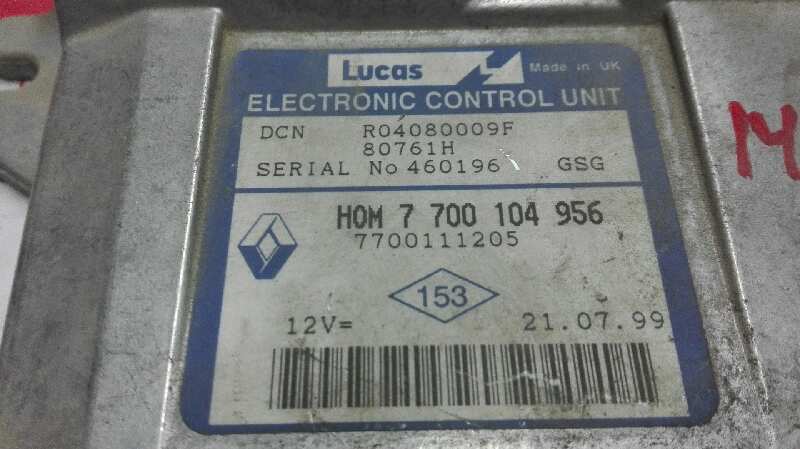 Lucas Made in UK
ELECTRONIC CONTROL UNIT
DCN R04080009F
80761H
SERIAL No 460196 GSG
HOM 7 700 104 956
7700111205
153
12V= 21.07.99